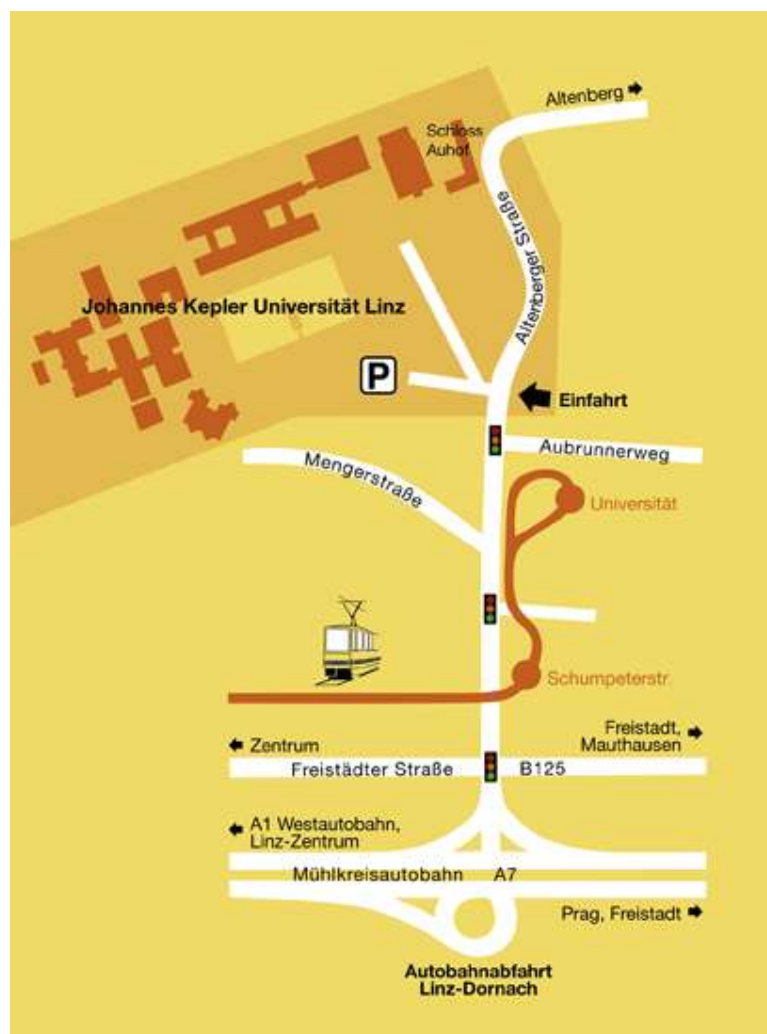 Altenberg
Schloss
Auhof
Altenberger Straße
Johannes Kepler Universität Linz
P
Einfahrt
Aubrunnerweg
Mengerstraße
Universität
Schumpeterstr.
Freistadt,
Mauthausen
Zentrum
Freistädter Straße B125
A1 Westautobahn,
Linz-Zentrum
Mühlkreisautobahn A7
Prag, Freistadt
Autobahnabfahrt
Linz-Dornach